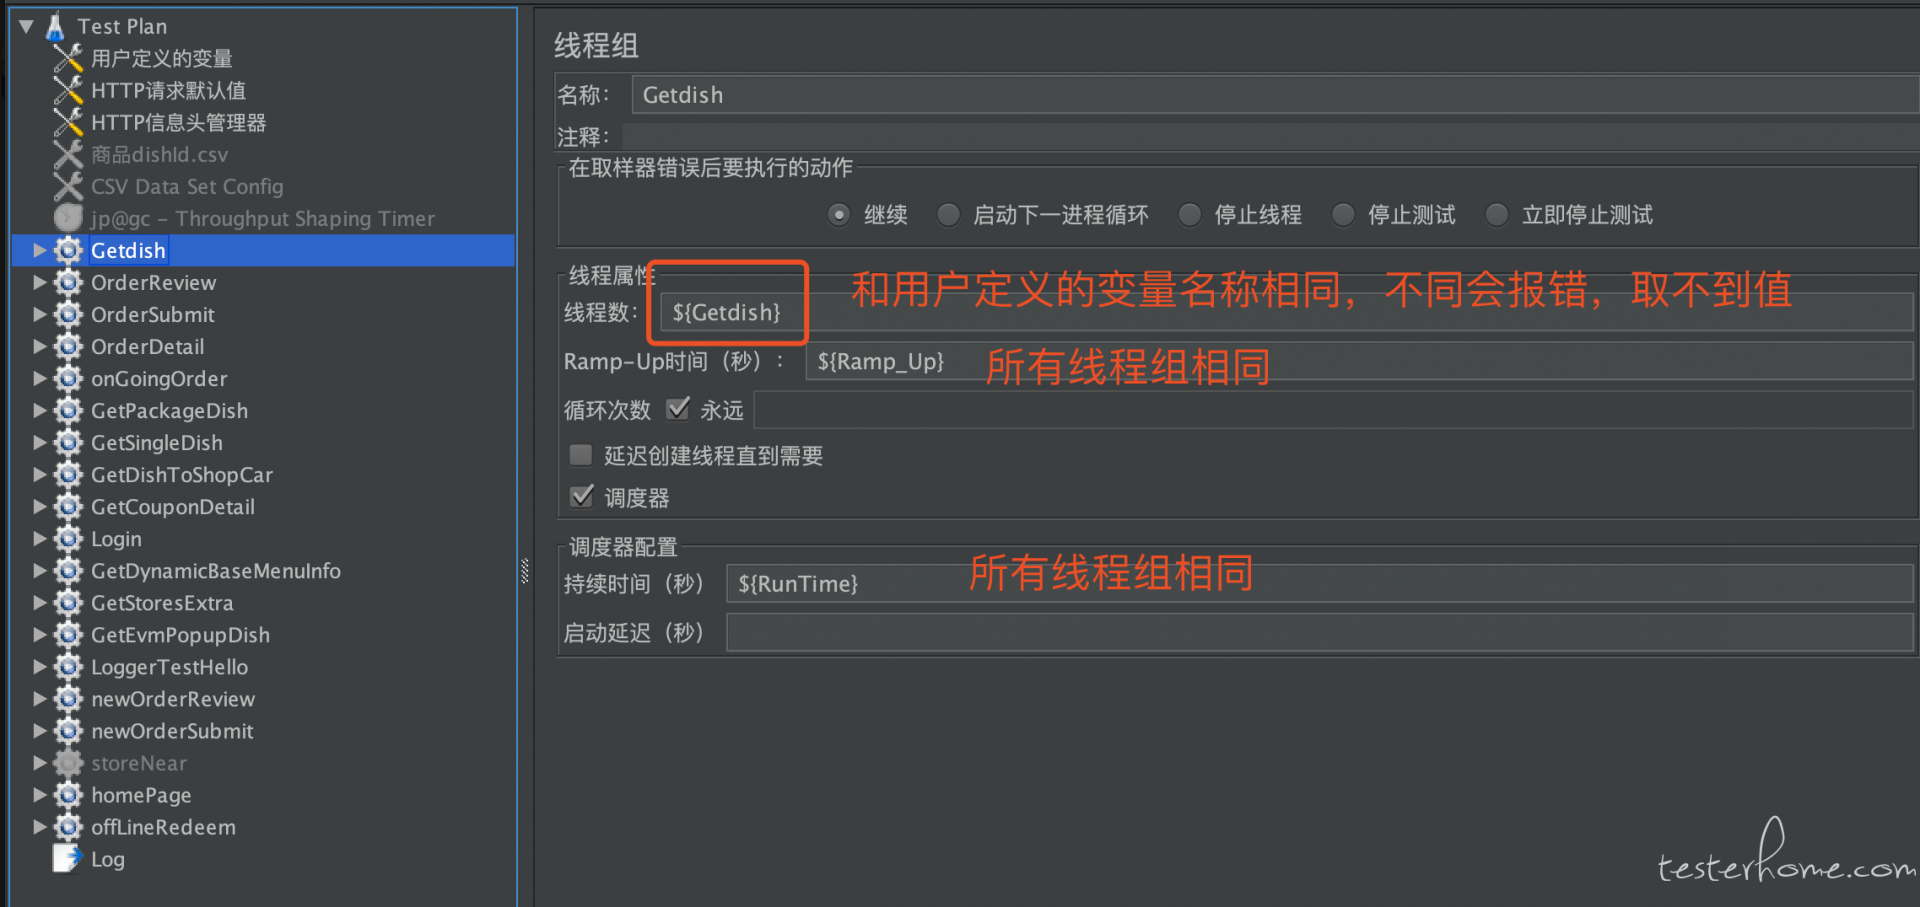 Test Plan
用户定义的变量
HTTP请求默认值
HTTP信息头管理器
商品dishId.csv
CSV Data Set Config
jp@gc - Throughput Shaping Timer
Getdish
OrderReview
OrderSubmit
OrderDetail
onGoingOrder
GetPackageDish
GetSingleDish
GetDishToShopCar
GetCouponDetail
Login
GetDynamicBaseMenuInfo
GetStoresExtra
GetEvmPopupDish
LoggerTestHello
newOrderReview
newOrderSubmit
storeNear
homePage
offLineRedeem
Log
线程组
名称： Getdish
注释：
在取样器错误后要执行的动作
继续 启动下一进程循环 停止线程 停止测试 立即停止测试
线程属性
和用户定义的变量名称相同，不同会报错，取不到值
线程数： ${Getdish}
Ramp-Up时间（秒）： ${Ramp_Up} 所有线程组相同
循环次数 永远
延迟创建线程直到需要
调度器
调度器配置
持续时间（秒） ${RunTime} 所有线程组相同
启动延迟（秒）
testerhome.com